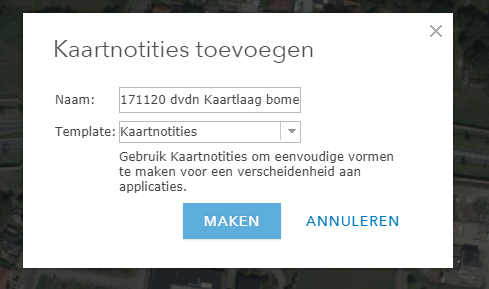 Kaartnotities toevoegen
Naam: 171120 dvdn Kaartlaag bome
Template: Kaartnotities
Gebruik Kaartnotities om eenvoudige vormen
te maken voor een verscheidenheid aan
applicaties.
MAKEN ANNULEREN